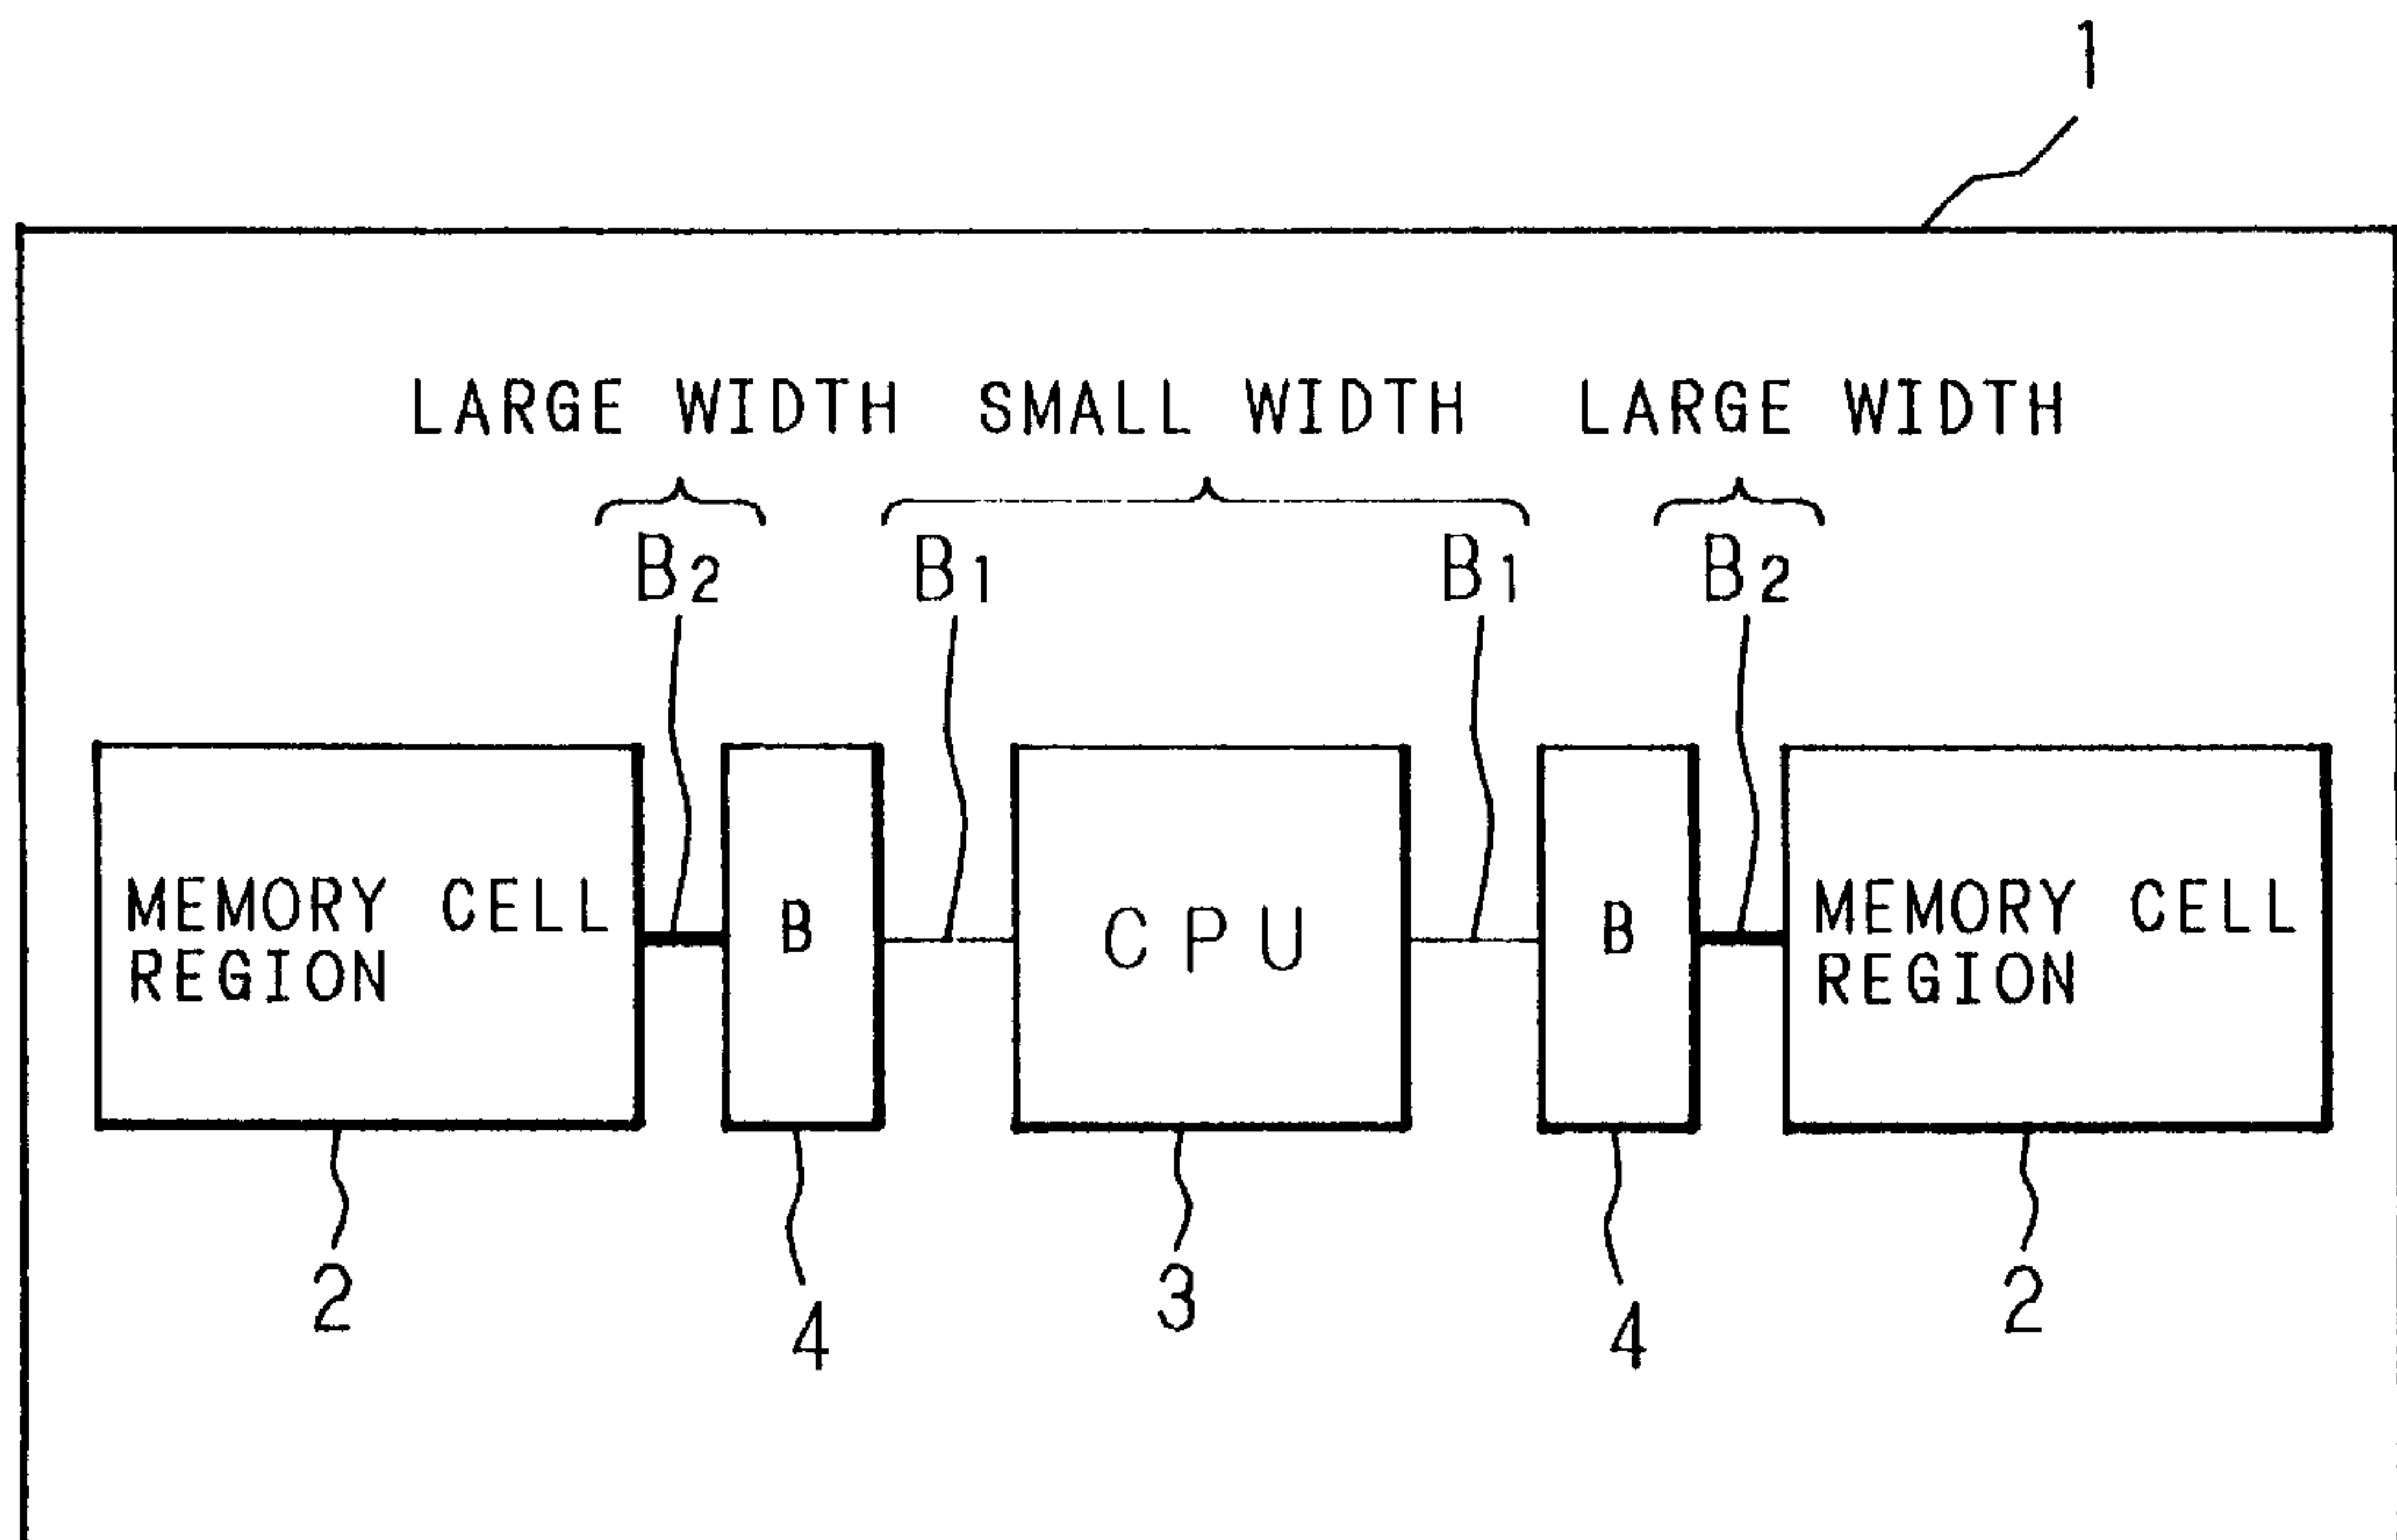 1
LARGE WIDTH SMALL WIDTH LARGE WIDTH
B2 B1 B1 B2
MEMORY CELL REGION
B
CPU
B
MEMORY CELL REGION
2 4 3 4 2